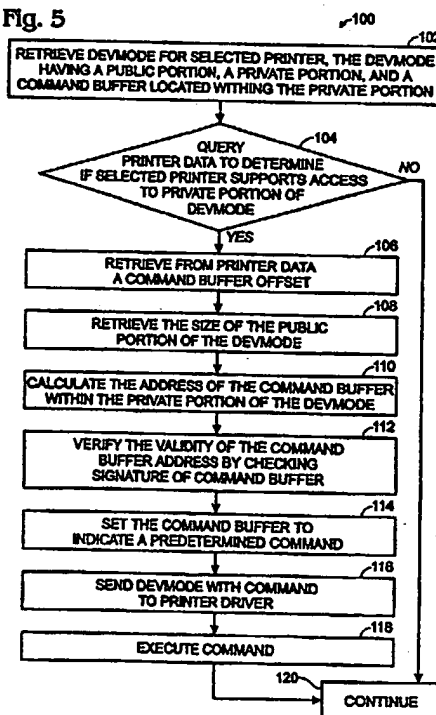 Fig. 5
100
102
RETRIEVE DEVMODE FOR SELECTED PRINTER, THE DEVMODE
HAVING A PUBLIC PORTION, A PRIVATE PORTION, AND A
COMMAND BUFFER LOCATED WITHING THE PRIVATE PORTION
104
QUERY
PRINTER DATA TO DETERMINE
IF SELECTED PRINTER SUPPORTS ACCESS
TO PRIVATE PORTION OF
DEVMODE
NO
YES
106
RETRIEVE FROM PRINTER DATA
A COMMAND BUFFER OFFSET
108
RETRIEVE THE SIZE OF THE PUBLIC
PORTION OF THE DEVMODE
110
CALCULATE THE ADDRESS OF THE COMMAND BUFFER
WITHIN THE PRIVATE PORTION OF THE DEVMODE
112
VERIFY THE VALIDITY OF THE COMMAND
BUFFER ADDRESS BY CHECKING
SIGNATURE OF COMMAND BUFFER
114
SET THE COMMAND BUFFER TO
INDICATE A PREDETERMINED COMMAND
116
SEND DEVMODE WITH COMMAND
TO PRINTER DRIVER
118
EXECUTE COMMAND
120
CONTINUE